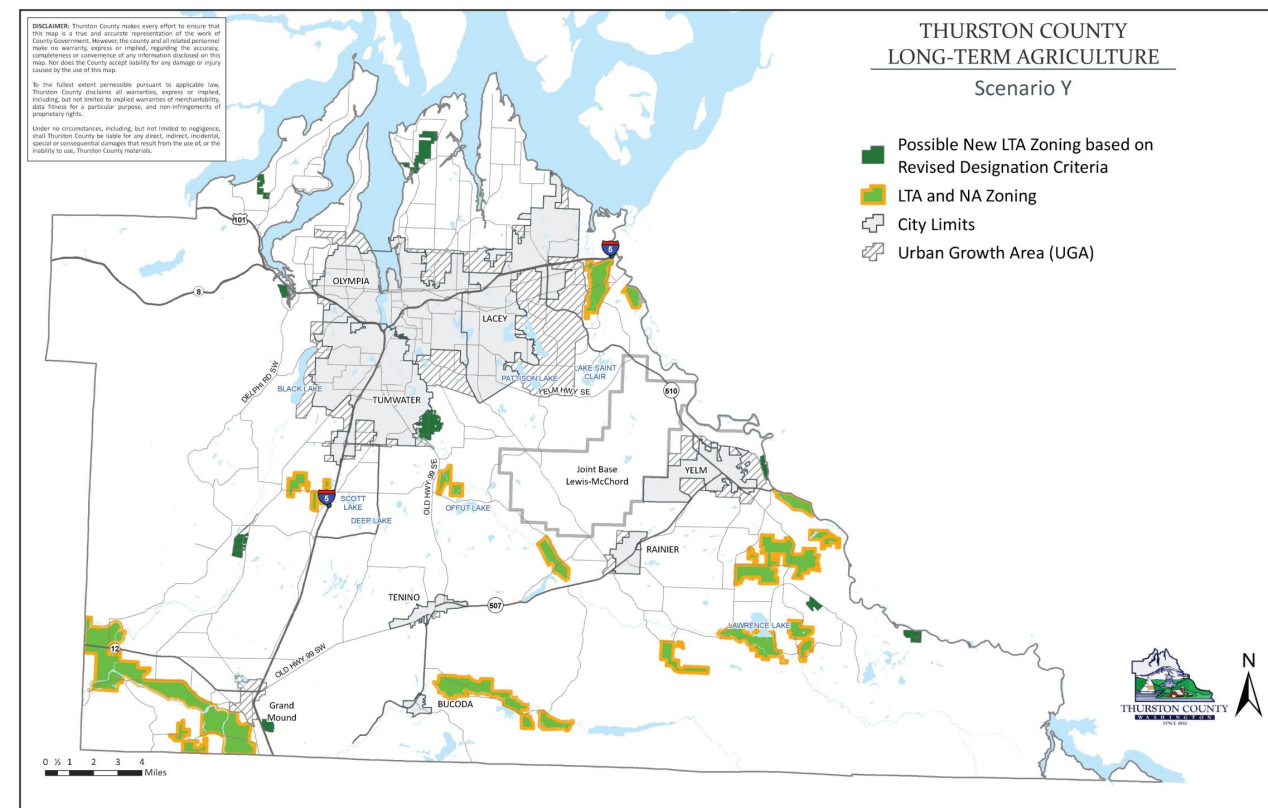 DISCLAIMER: Thurston County makes every effort to ensure that
this map is a true and accurate representation of the work of
County Government. However, the county and all related personnel
make no warranty, express or implied, regarding the accuracy,
completeness or convenience of any information disclosed on this
map. Nor does the County accept liability for any damage or injury
caused by the use of this map.
To the fullest extent permissible pursuant to applicable law,
Thurston County disclaims all warranties, express or implied,
including, but not limited to implied warranties of merchantability,
data fitness for a particular purpose, and non-infringements of
proprietary rights.
Under no circumstances, including, but not limited to negligence,
shall Thurston County be liable for any direct, indirect, incidental,
special or consequential damages that result from the use of, or the
inability to use, Thurston County materials.
THURSTON COUNTY
LONG-TERM AGRICULTURE
Scenario Y
Possible New LTA Zoning based on
Revised Designation Criteria
LTA and NA Zoning
City Limits
Urban Growth Area (UGA)
101
5
8
OLYMPIA
LACEY
DELPHI RD SW
BLACK LAKE
PATTISON LAKE
LAKE SAINT
CLAIR
YELM HWY SE
510
TUMWATER
OLD HWY 99 SE
Joint Base
Lewis-McChord
YELM
5
SCOTT
LAKE
DEEP LAKE
OFFUT LAKE
RAINIER
TENINO
507
LAWRENCE LAKE
12
OLD HWY 99 SW
Grand
Mound
BUCODA
N
THURSTON COUNTY
WASHINGTON
SINCE 1852
0 ½ 1 2 3 4
Miles